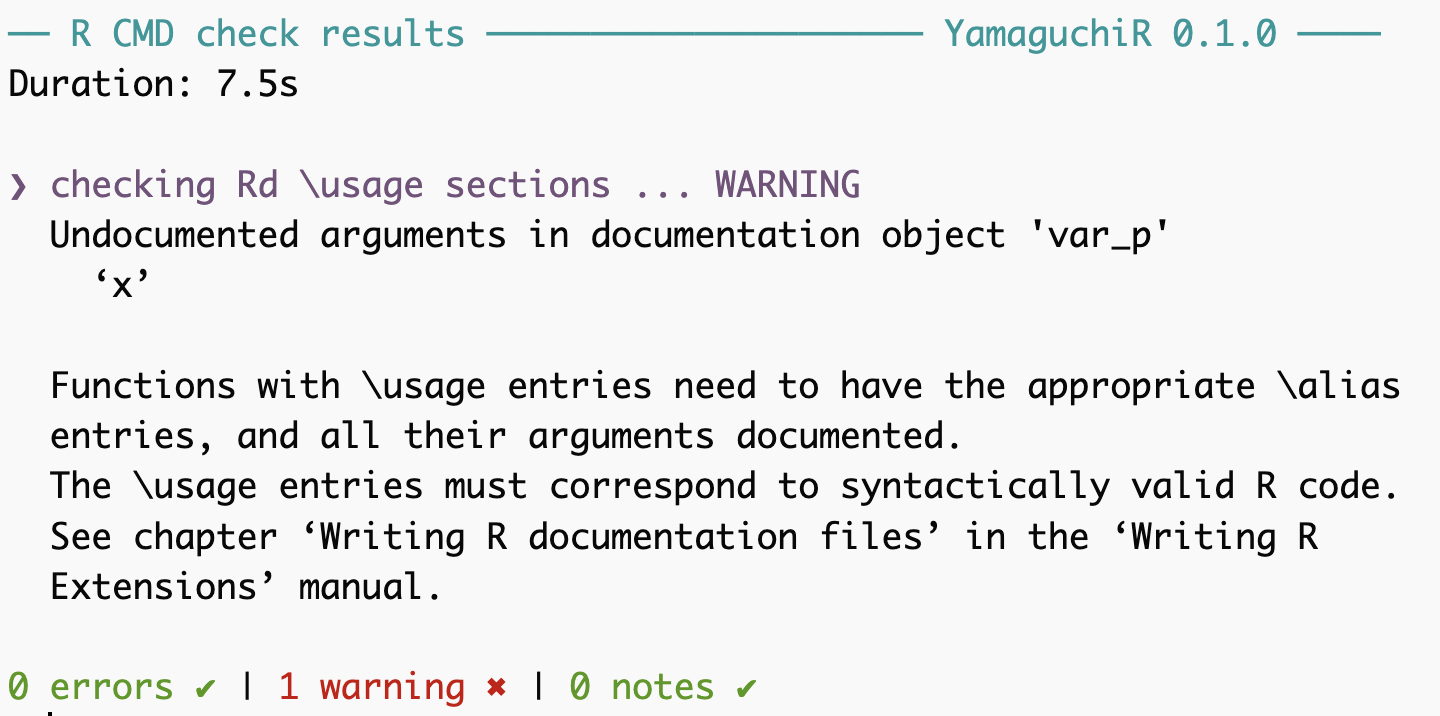 ── R CMD check results ───────────────────── YamaguchiR 0.1.0 ────
Duration: 7.5s
❯ checking Rd \usage sections ... WARNING
Undocumented arguments in documentation object 'var_p'
‘x’
Functions with \usage entries need to have the appropriate \alias
entries, and all their arguments documented.
The \usage entries must correspond to syntactically valid R code.
See chapter ‘Writing R documentation files’ in the ‘Writing R
Extensions’ manual.
0 errors ✔ | 1 warning ✖ | 0 notes ✔